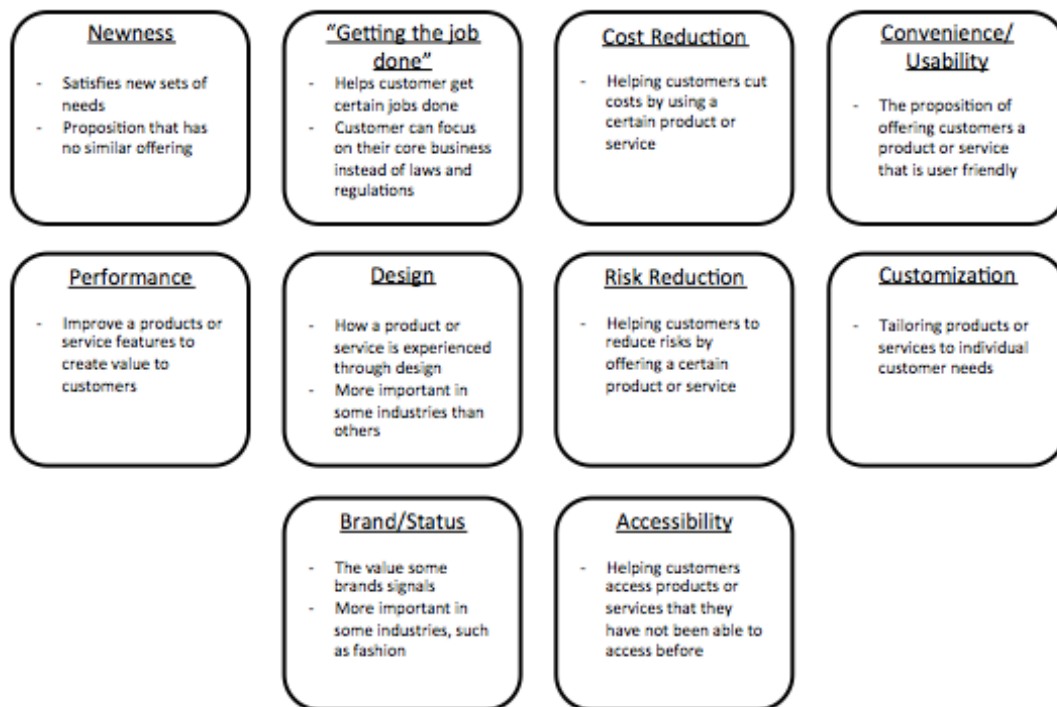 Newness
- Satisfies new sets of
needs
- Proposition that has
no similar offering
“Getting the job
done”
- Helps customer get
certain jobs done
- Customer can focus
on their core business
instead of laws and
regulations
Cost Reduction
- Helping customers cut
costs by using a
certain product or
service
Convenience/
Usability
- The proposition of
offering customers a
product or service
that is user friendly
Performance
- Improve a products or
service features to
create value to
customers
Design
- How a product or
service is experienced
through design
- More important in
some industries than
others
Risk Reduction
- Helping customers to
reduce risks by
offering a certain
product or service
Customization
- Tailoring products or
services to individual
customer needs
Brand/Status
- The value some
brands signals
- More important in
some industries, such
as fashion
Accessibility
- Helping customers
access products or
services that they
have not been able to
access before